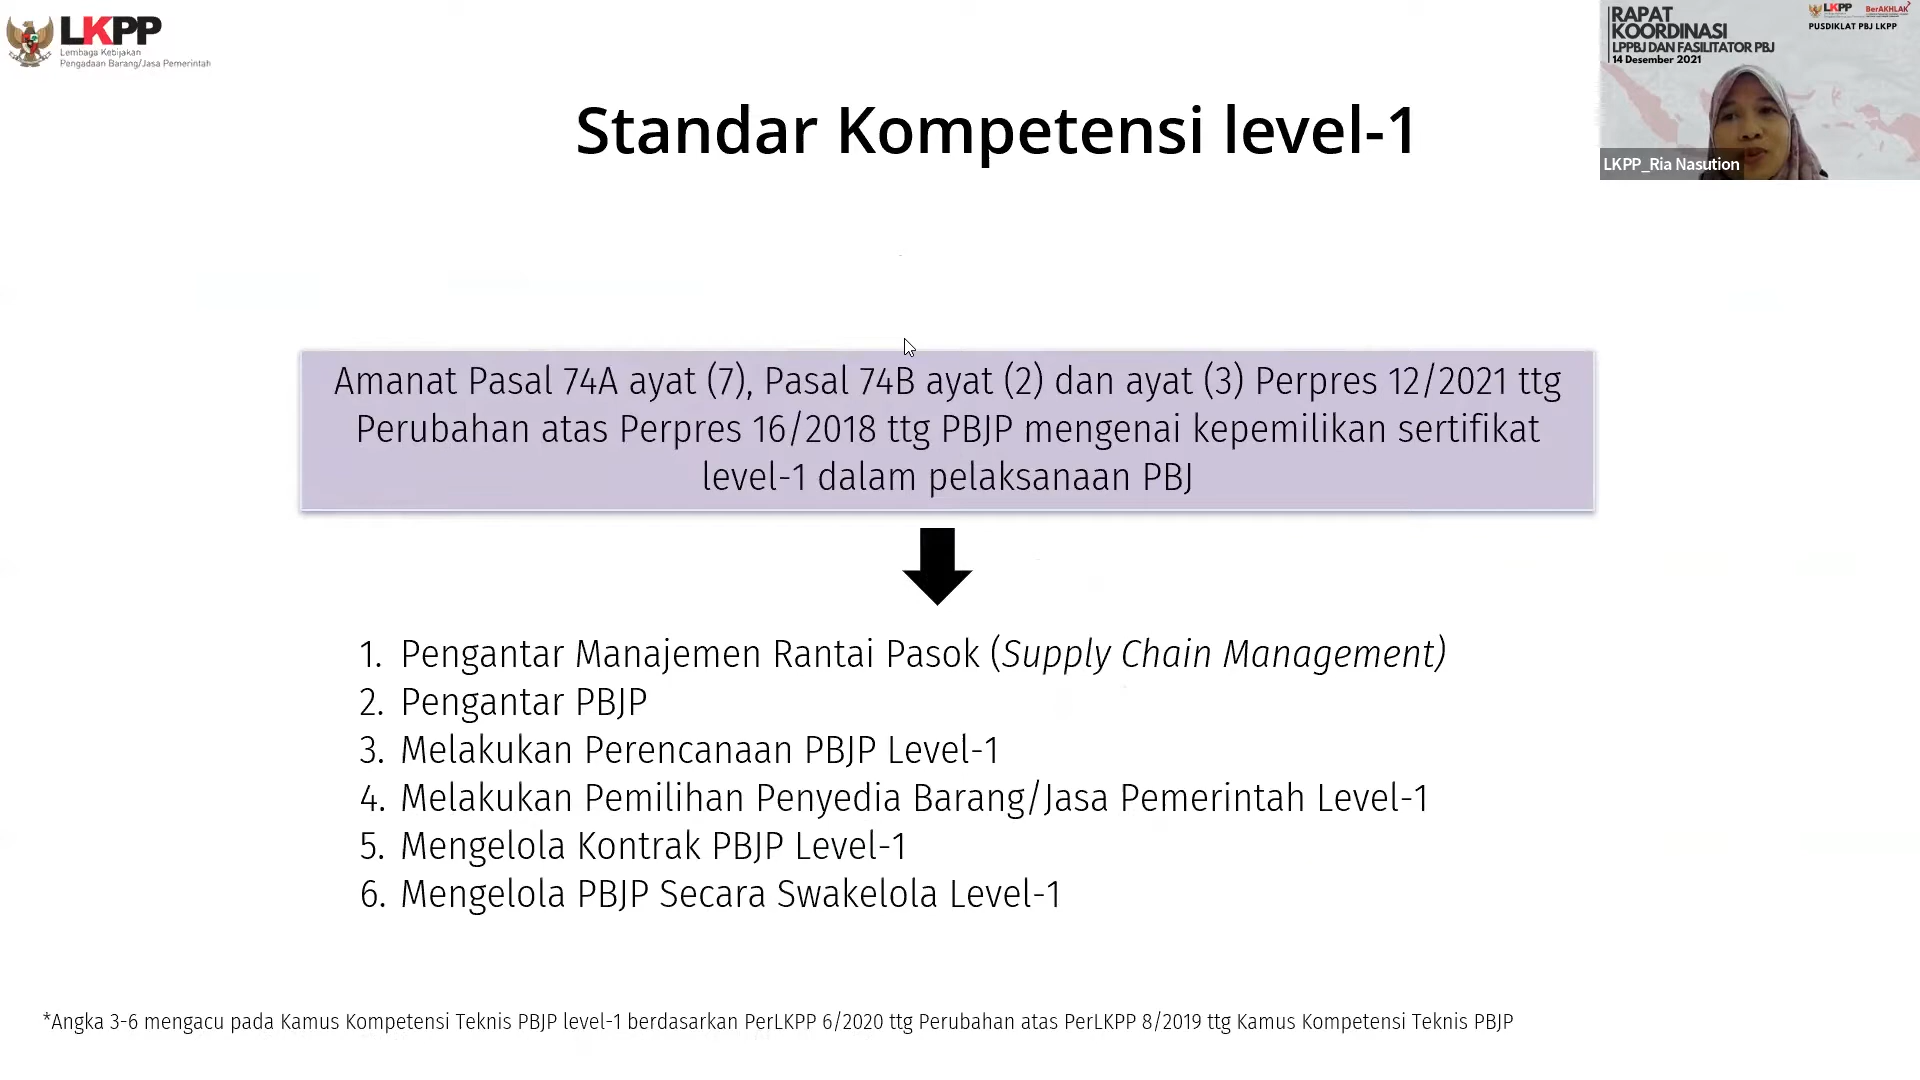 LKPP
Lembaga Kebijakan
Pengadaan Barang/Jasa Pemerintah
RAPAT
KOORDINASI
LPPBJ DAN FASILITATOR PBJ
14 Desember 2021
LKPP
BerAKHLAK
PUSDIKLAT PBJ LKPP
LKPP_Ria Nasution
Standar Kompetensi level-1
Amanat Pasal 74A ayat (7), Pasal 74B ayat (2) dan ayat (3) Perpres 12/2021 ttg
Perubahan atas Perpres 16/2018 ttg PBJP mengenai kepemilikan sertifikat
level-1 dalam pelaksanaan PBJ
1. Pengantar Manajemen Rantai Pasok (Supply Chain Management)
2. Pengantar PBJP
3. Melakukan Perencanaan PBJP Level-1
4. Melakukan Pemilihan Penyedia Barang/Jasa Pemerintah Level-1
5. Mengelola Kontrak PBJP Level-1
6. Mengelola PBJP Secara Swakelola Level-1
*Angka 3-6 mengacu pada Kamus Kompetensi Teknis PBJP level-1 berdasarkan PerLKPP 6/2020 ttg Perubahan atas PerLKPP 8/2019 ttg Kamus Kompetensi Teknis PBJP